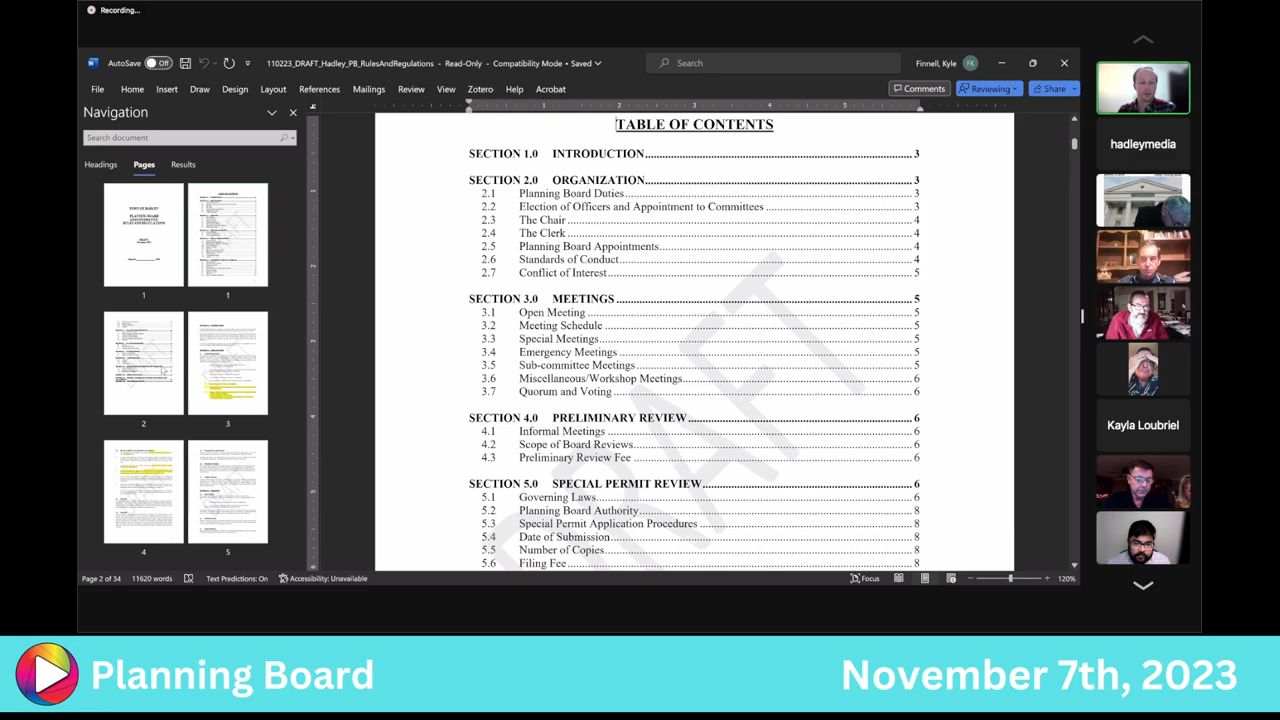 Recording...
AutoSave Off 110223_DRAFT_Hadley_PB_RulesAndRegulations - Read-Only - Compatibility Mode • Saved Search Finnell, Kyle FK
File Home Insert Draw Design Layout References Mailings Review View Zotero Help Acrobat Comments Reviewing Share
Navigation
Search document
Headings Pages Results
1
1
2
3
4
5
TABLE OF CONTENTS
SECTION 1.0 INTRODUCTION 3
SECTION 2.0 ORGANIZATION 3
2.1 Planning Board Duties 3
2.2 Election of Officers and Appointment to Committees 3
2.3 The Chair 4
2.4 The Clerk 4
2.5 Planning Board Appointments 4
2.6 Standards of Conduct 4
2.7 Conflict of Interest 5
SECTION 3.0 MEETINGS 5
3.1 Open Meeting 5
3.2 Meeting Schedule 5
3.3 Special Meetings 5
3.4 Emergency Meetings 5
3.5 Sub-committee Meetings 6
3.6 Miscellaneous/Workshop Meetings 6
3.7 Quorum and Voting 6
SECTION 4.0 PRELIMINARY REVIEW 6
4.1 Informal Meetings 6
4.2 Scope of Board Reviews 6
4.3 Preliminary Review Fee 6
SECTION 5.0 SPECIAL PERMIT REVIEW
5.1 Governing Laws
5.2 Planning Board Authority 8
5.3 Special Permit Application Procedures 8
5.4 Date of Submission 8
5.5 Number of Copies 8
5.6 Filing Fee 8
DRAFT
Page 2 of 34 11620 words Text Predictions: On Accessibility: Unavailable Focus 120%
hadleymedia
Kayla Loubriel
Planning Board
November 7th, 2023